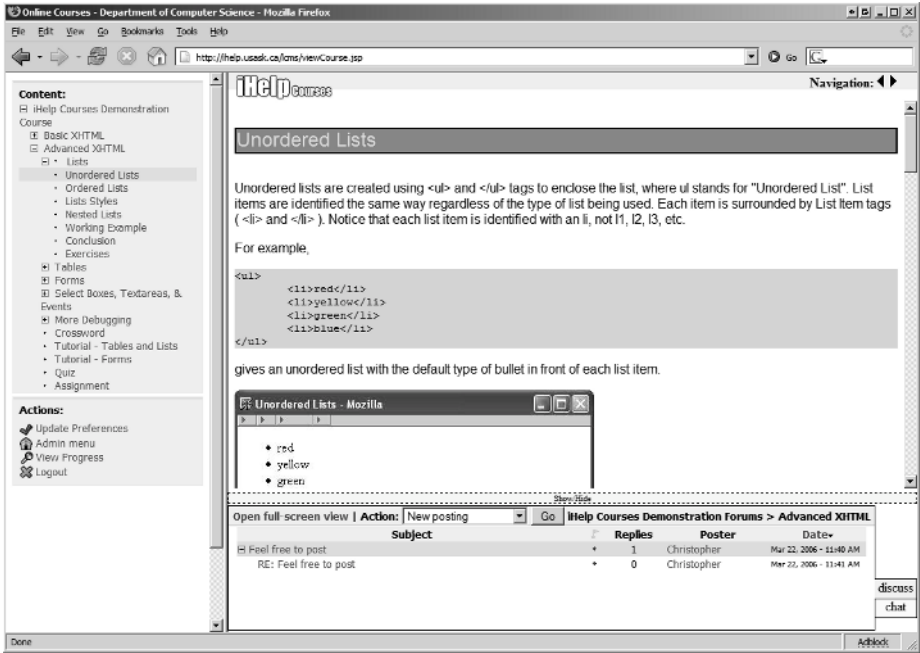 Online Courses - Department of Computer Science - Mozilla Firefox
File Edit View Go Bookmarks Tools Help
http://ihelp.usask.ca/lcms/viewCourse.jsp
Go
Content:
iHelp Courses Demonstration
Course
Basic XHTML
Advanced XHTML
Lists
Unordered Lists
Ordered Lists
Lists Styles
Nested Lists
Working Example
Conclusion
Exercises
Tables
Forms
Select Boxes, Textareas, &
Events
More Debugging
Crossword
Tutorial - Tables and Lists
Tutorial - Forms
Quiz
Assignment
Actions:
Update Preferences
Admin menu
View Progress
Logout
iHelp Courses
Navigation:
Unordered Lists
Unordered lists are created using <ul> and </ul> tags to enclose the list, where ul stands for "Unordered List". List
items are identified the same way regardless of the type of list being used. Each item is surrounded by List Item tags
( <li> and </li> ). Notice that each list item is identified with an li, not l1, l2, l3, etc.
For example,
<ul>
<li>red</li>
<li>yellow</li>
<li>green</li>
<li>blue</li>
</ul>
gives an unordered list with the default type of bullet in front of each list item.
Unordered Lists - Mozilla
• red
• yellow
• green
Show/Hide
Open full-screen view | Action: New posting Go iHelp Courses Demonstration Forums > Advanced XHTML
Subject Replies Poster Date
Feel free to post 1 Christopher Mar 22, 2006 - 11:40 AM
RE: Feel free to post 0 Christopher Mar 22, 2006 - 11:41 AM
discuss
chat
Done Adblock